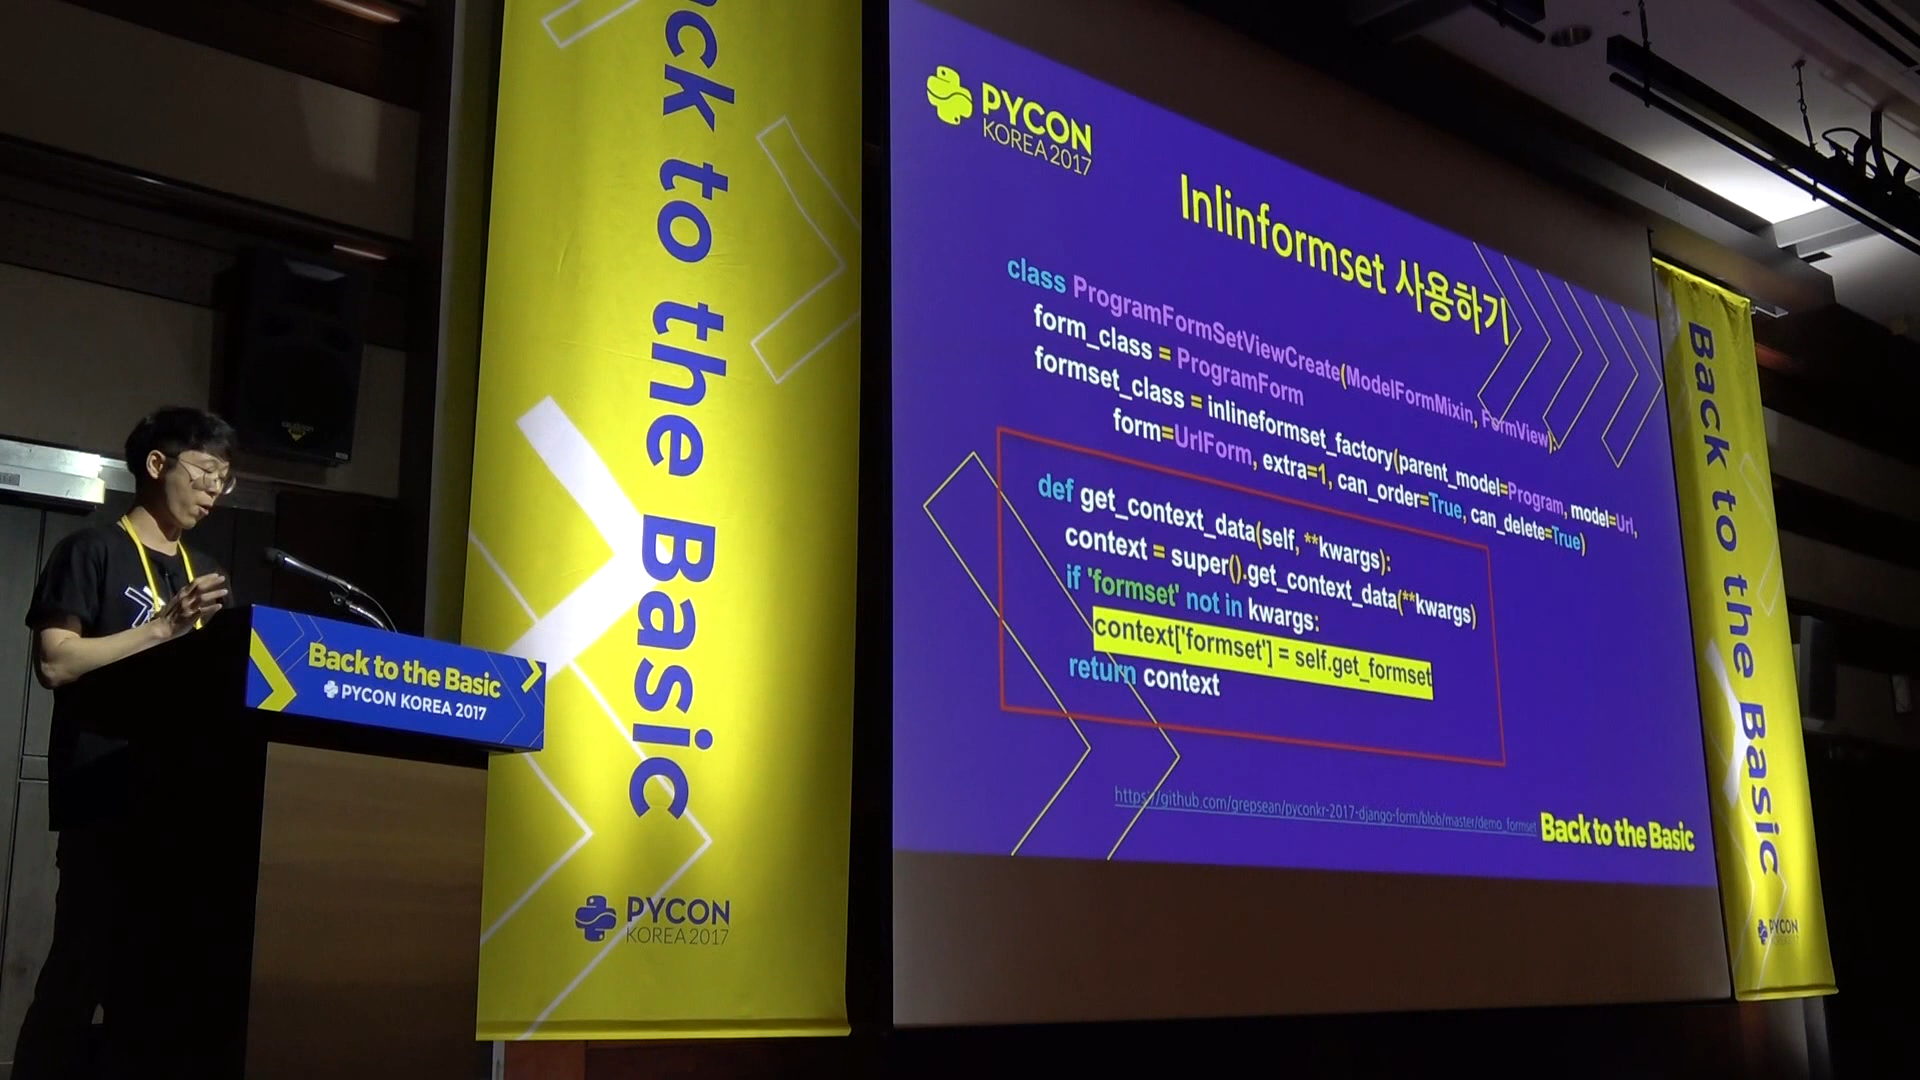 ck to the Basic
PYCON
KOREA 2017
Back to the Basic
PYCON KOREA 2017
PYCON
KOREA 2017
Inlinformset 사용하기
class ProgramFormSetViewCreate(ModelFormMixin, FormView):
form_class = ProgramForm
formset_class = inlineformset_factory(parent_model=Program, model=Url,
form=UrlForm, extra=1, can_order=True, can_delete=True)
def get_context_data(self, **kwargs):
context = super().get_context_data(**kwargs)
if 'formset' not in kwargs:
context['formset'] = self.get_formset
return context
https://github.com/grepsean/pyconkr-2017-django-form/blob/master/demo_formset
Back to the Basic
Back to the Basic
PYCON